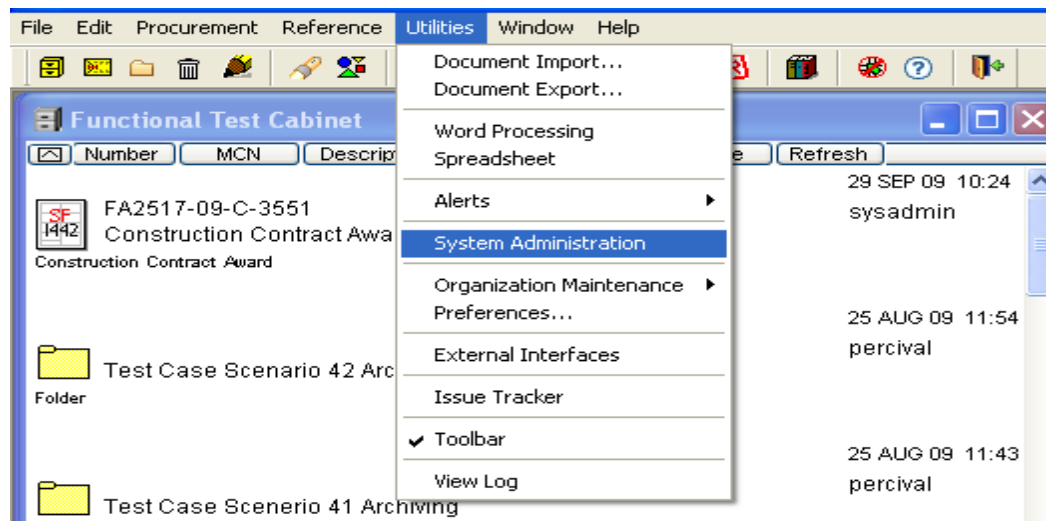 File Edit Procurement Reference Utilities Window Help
Document Import...
Document Export...
Word Processing
Spreadsheet
Alerts
System Administration
Organization Maintenance
Preferences...
External Interfaces
Issue Tracker
Toolbar
View Log
Functional Test Cabinet
Number MCN Descrip e Refresh
SF 1442
FA2517-09-C-3551
Construction Contract Awa
Construction Contract Award
29 SEP 09 10:24
sysadmin
Test Case Scenario 42 Arc
Folder
25 AUG 09 11:54
percival
Test Case Scenerio 41 Archiving
25 AUG 09 11:43
percival